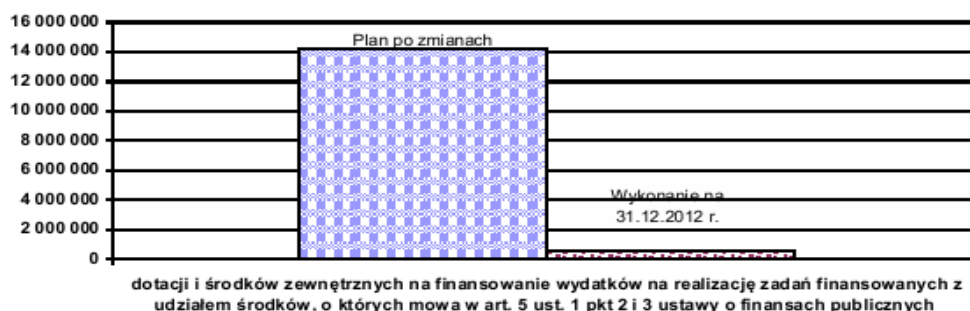 16 000 000
14 000 000
12 000 000
10 000 000
8 000 000
6 000 000
4 000 000
2 000 000
0
Plan po zmianach
Wykonanie na
31.12.2012 r.
dotacji i środków zewnętrznych na finansowanie wydatków na realizację zadań finansowanych z
udziałem środków, o których mowa w art. 5 ust. 1 pkt 2 i 3 ustawy o finansach publicznych